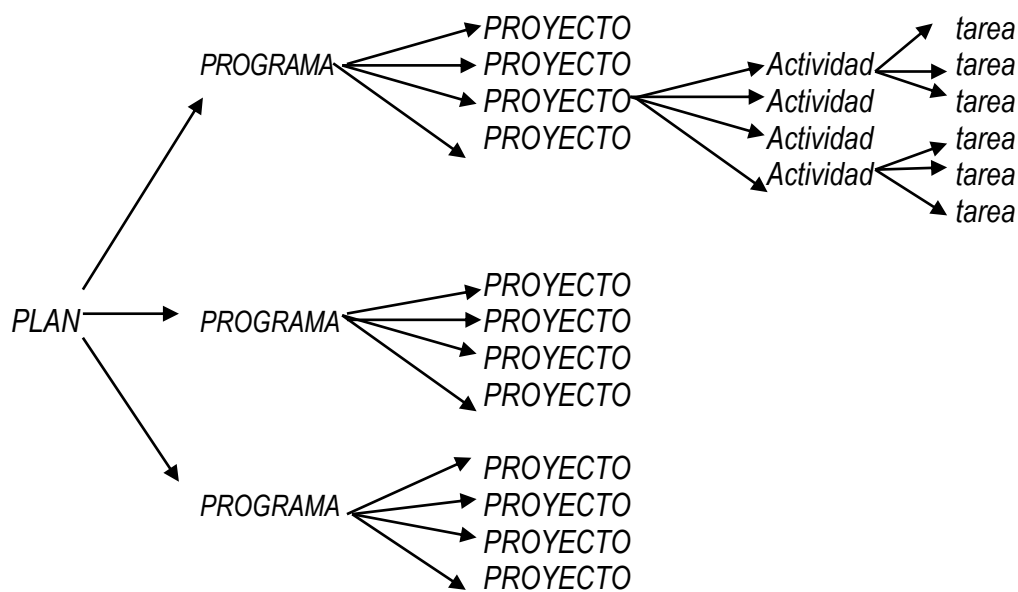 PROYECTO tarea
PROGRAMA PROYECTO Actividad tarea
PROYECTO Actividad tarea
PROYECTO Actividad tarea
Actividad tarea
tarea
PROYECTO
PLAN PROGRAMA PROYECTO
PROYECTO
PROYECTO
PROYECTO
PROGRAMA PROYECTO
PROYECTO
PROYECTO